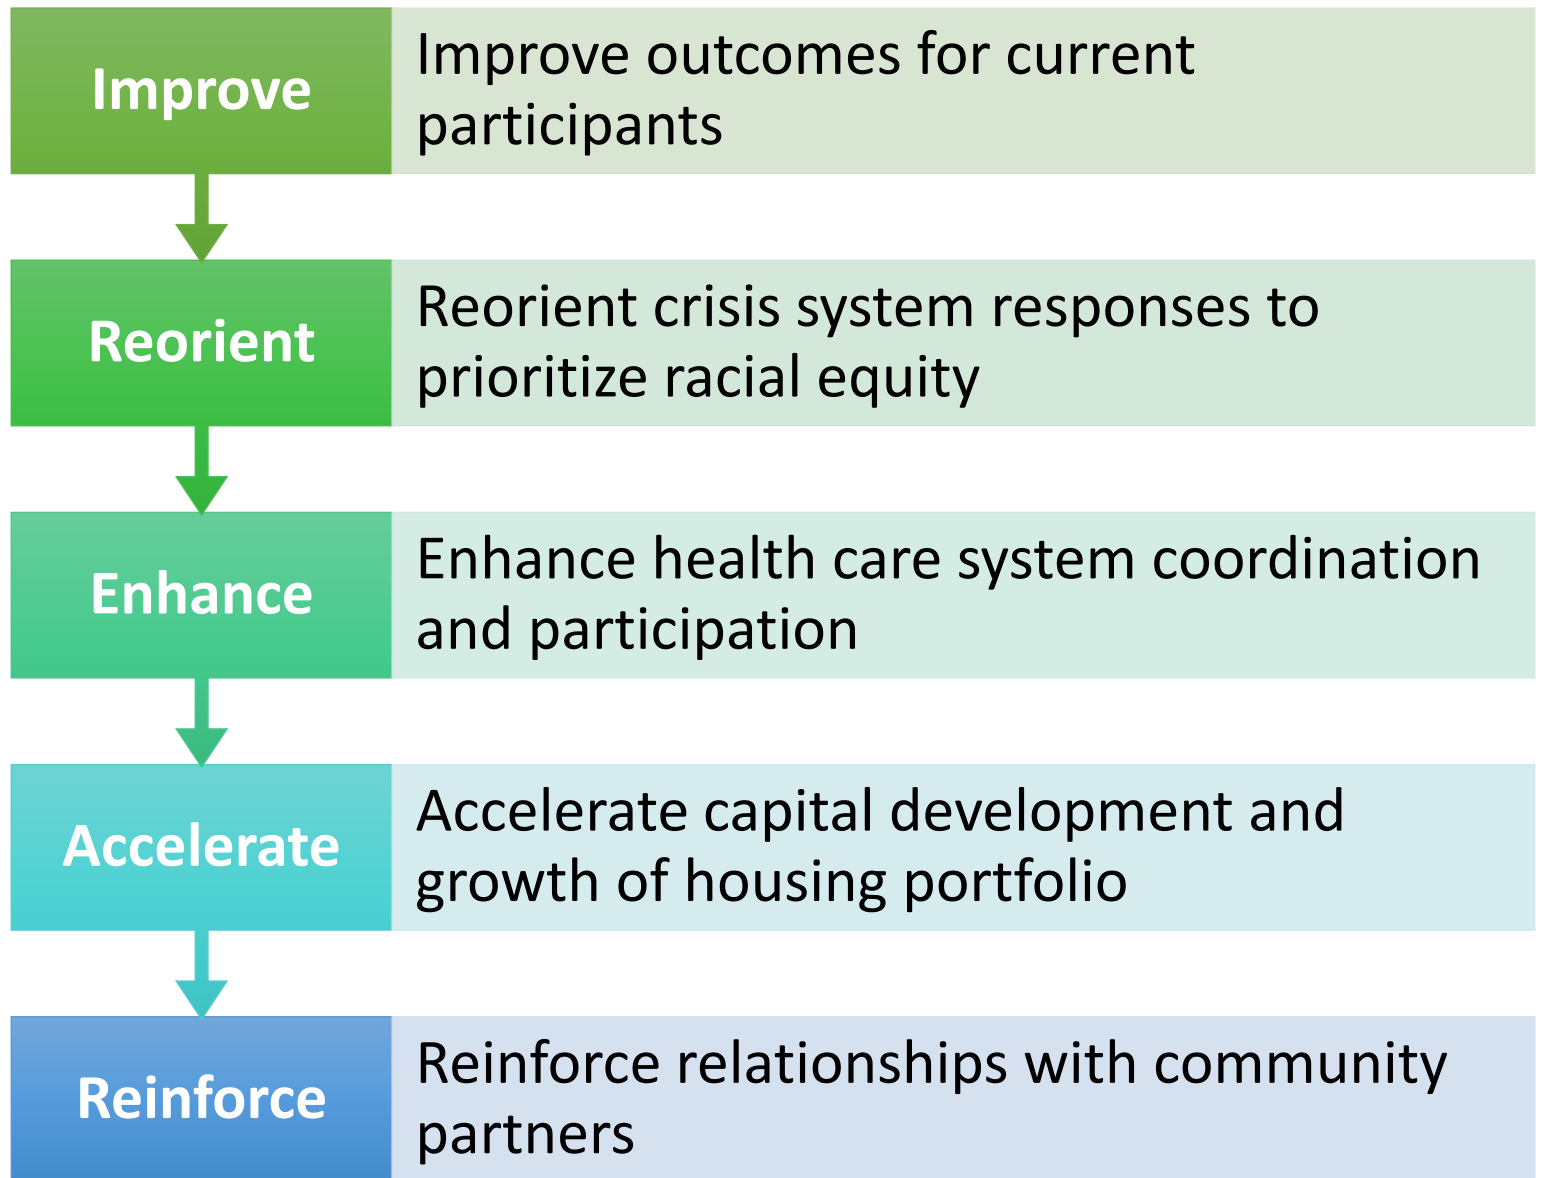 Improve
Improve outcomes for current
participants
Reorient
Reorient crisis system responses to
prioritize racial equity
Enhance
Enhance health care system coordination
and participation
Accelerate
Accelerate capital development and
growth of housing portfolio
Reinforce
Reinforce relationships with community
partners